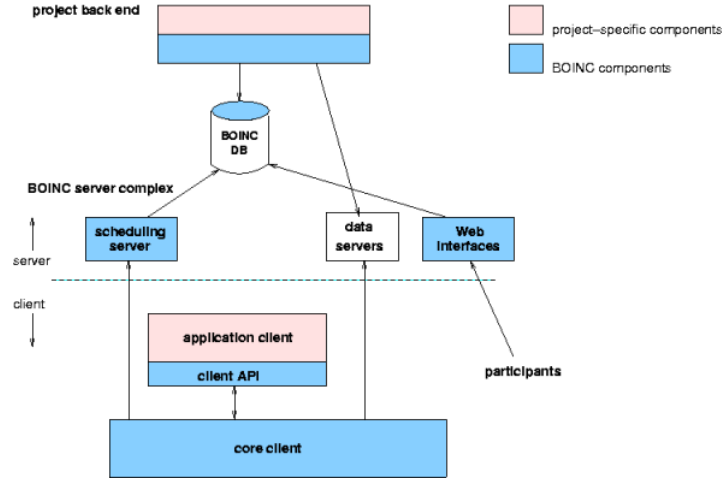 project back end
project--specific components
BOINC components
BOINC
DB
BOINC server complex
scheduling
server
data
servers
Web
interfaces
server
client
application client
client API
participants
core client